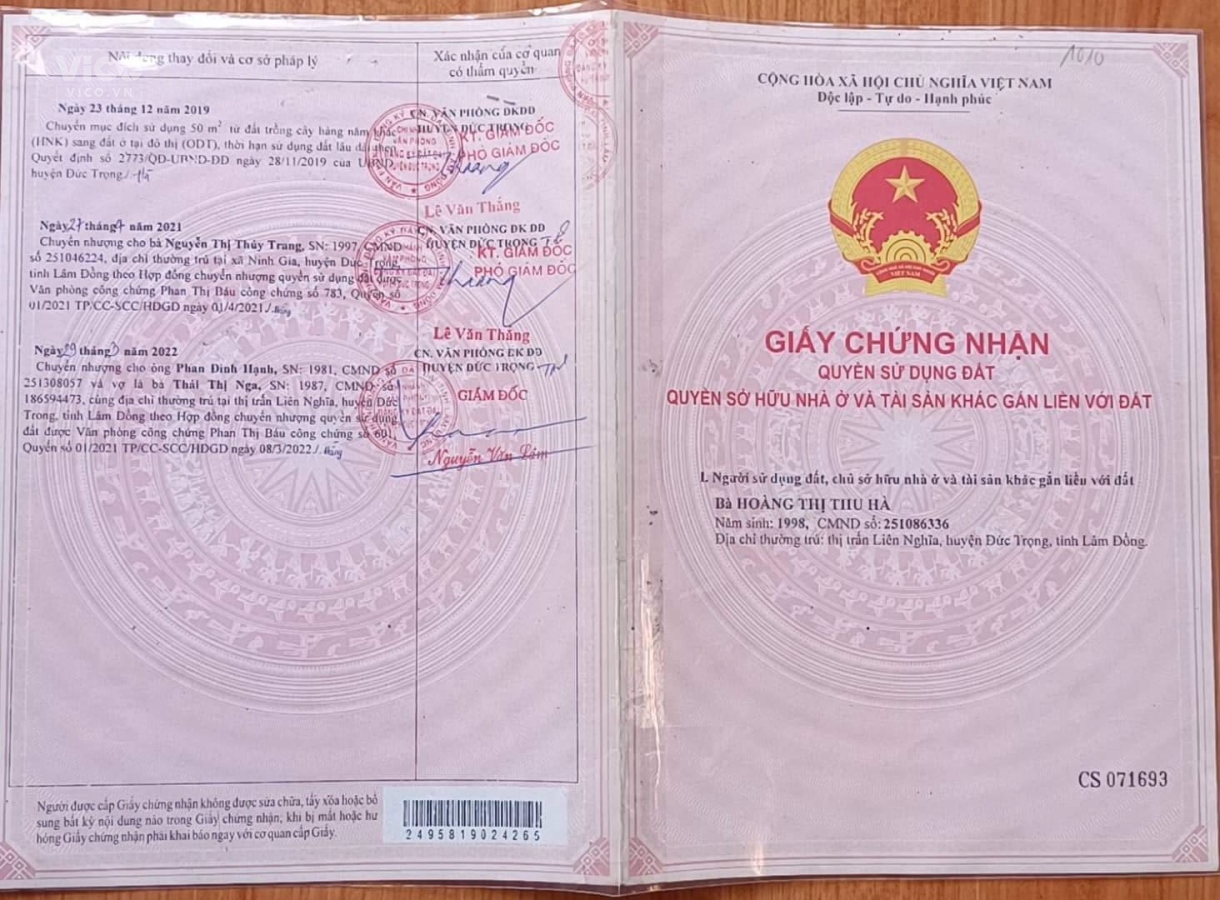 VICO
VICO.VN
Nội dung thay đổi và cơ sở pháp lý
Xác nhận của cơ quan
có thẩm quyền
Ngày 23 tháng 12 năm 2019
Chuyển mục đích sử dụng 50 m² từ đất trồng cây hàng năm khác
(HNK) sang đất ở tại đô thị (ODT), thời hạn sử dụng đất lâu dài theo
Quyết định số 2773/QĐ-UBND-DĐ ngày 28/11/2019 của UBND
huyện Đức Trọng./.
CN. VĂN PHÒNG ĐKĐĐ
HUYỆN ĐỨC TRỌNG
KT. GIÁM ĐỐC
PHÓ GIÁM ĐỐC
Lê Văn Thắng
Ngày 27 tháng 4 năm 2021
Chuyển nhượng cho bà Nguyễn Thị Thủy Trang, SN: 1997, CMND
số 251046224, địa chỉ thường trú tại xã Ninh Gia, huyện Đức Trọng,
tỉnh Lâm Đồng theo Hợp đồng chuyển nhượng quyền sử dụng đất được
Văn phòng công chứng Phan Thị Báu công chứng số 783, Quyển số
01/2021 TP/CC-SCC/HĐGD ngày 01/4/2021./.
CN. VĂN PHÒNG ĐK ĐĐ
HUYỆN ĐỨC TRỌNG
KT. GIÁM ĐỐC
PHÓ GIÁM ĐỐC
Lê Văn Thắng
Ngày 29 tháng 3 năm 2022
Chuyển nhượng cho ông Phan Đình Hạnh, SN: 1981, CMND số
251308057 và vợ là bà Thái Thị Nga, SN: 1987, CMND số
186594473, cùng địa chỉ thường trú tại thị trấn Liên Nghĩa, huyện Đức
Trọng, tỉnh Lâm Đồng theo Hợp đồng chuyển nhượng quyền sử dụng
đất được Văn phòng công chứng Phan Thị Báu công chứng số 601,
Quyển số 01/2021 TP/CC-SCC/HĐGD ngày 08/3/2022./.
CN. VĂN PHÒNG ĐK ĐĐ
HUYỆN ĐỨC TRỌNG
GIÁM ĐỐC
Nguyễn Văn Lâm
Người được cấp Giấy chứng nhận không được sửa chữa, tẩy xóa hoặc bổ
sung bất kỳ nội dung nào trong Giấy chứng nhận; khi bị mất hoặc hư
hỏng Giấy chứng nhận phải khai báo ngay với cơ quan cấp Giấy.
2495819024265
1010
CỘNG HÒA XÃ HỘI CHỦ NGHĨA VIỆT NAM
Độc lập - Tự do - Hạnh phúc
CỘNG HÒA XÃ HỘI CHỦ NGHĨA
VIỆT NAM
GIẤY CHỨNG NHẬN
QUYỀN SỬ DỤNG ĐẤT
QUYỀN SỞ HỮU NHÀ Ở VÀ TÀI SẢN KHÁC GẮN LIỀN VỚI ĐẤT
I. Người sử dụng đất, chủ sở hữu nhà ở và tài sản khác gắn liền với đất
Bà HOÀNG THỊ THU HÀ
Năm sinh: 1998, CMND số: 251086336
Địa chỉ thường trú: thị trấn Liên Nghĩa, huyện Đức Trọng, tỉnh Lâm Đồng.
CS 071693